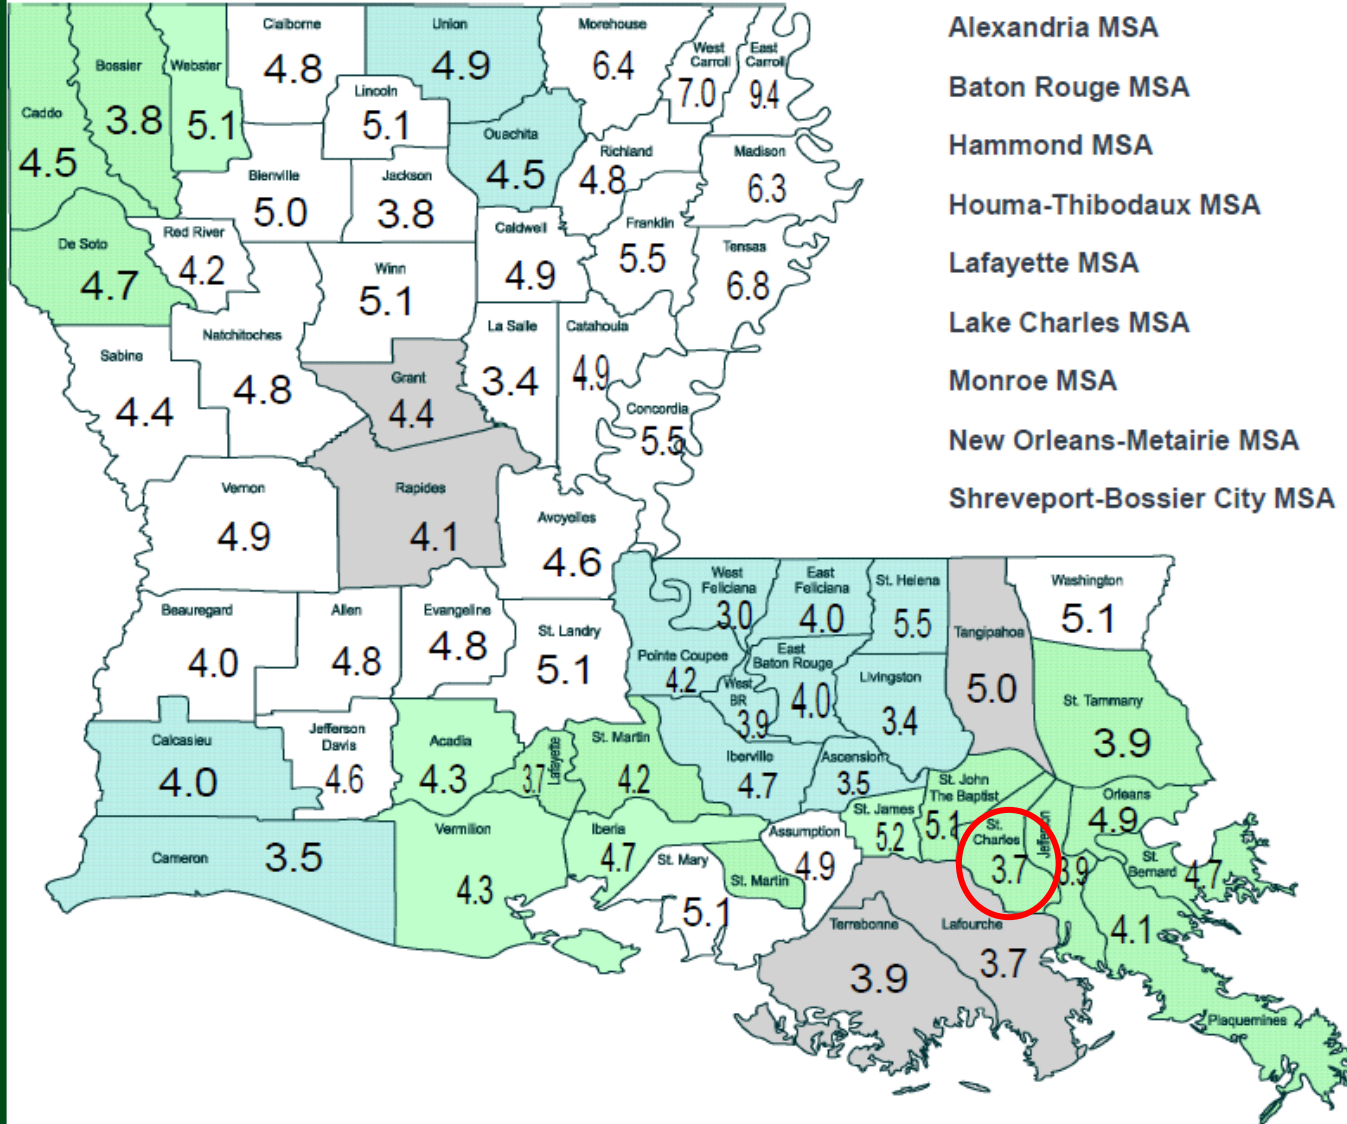 Claiborne
4.8
Union
4.9
Morehouse
6.4
West
Carroll
7.0
East
Carroll
9.4
Alexandria MSA
Baton Rouge MSA
Hammond MSA
Houma-Thibodaux MSA
Lafayette MSA
Lake Charles MSA
Monroe MSA
New Orleans-Metairie MSA
Shreveport-Bossier City MSA
Caddo
4.5
Bossier
3.8
Webster
5.1
Lincoln
5.1
Ouachita
4.5
Richland
4.8
Madison
6.3
Bienville
5.0
Jackson
3.8
De Soto
4.7
Red River
4.2
Winn
5.1
Caldwell
4.9
Franklin
5.5
Tensas
6.8
Sabine
4.4
Natchitoches
4.8
Grant
4.4
La Salle
3.4
Catahoula
4.9
Concordia
5.5
Vernon
4.9
Rapides
4.1
Avoyelles
4.6
Beauregard
4.0
Allen
4.8
Evangeline
4.8
St. Landry
5.1
Pointe Coupee
4.2
West
Feliciana
3.0
East
Feliciana
4.0
St. Helena
5.5
Tangipahoa
5.0
Washington
5.1
West
BR
3.9
East
Baton Rouge
4.0
Livingston
3.4
St. Tammany
3.9
Calcasieu
4.0
Jefferson
Davis
4.6
Acadia
4.3
Lafayette
3.7
St. Martin
4.2
Iberville
4.7
Ascension
3.5
St. John
The Baptist
5.1
St. James
5.2
St.
Charles
3.7
Jefferson
3.9
Orleans
4.9
St.
Bernard
4.7
Cameron
3.5
Vermilion
4.3
Iberia
4.7
St. Mary
5.1
St. Martin
Assumption
4.9
Terrebonne
3.9
Lafourche
3.7
4.1
Plaquemines